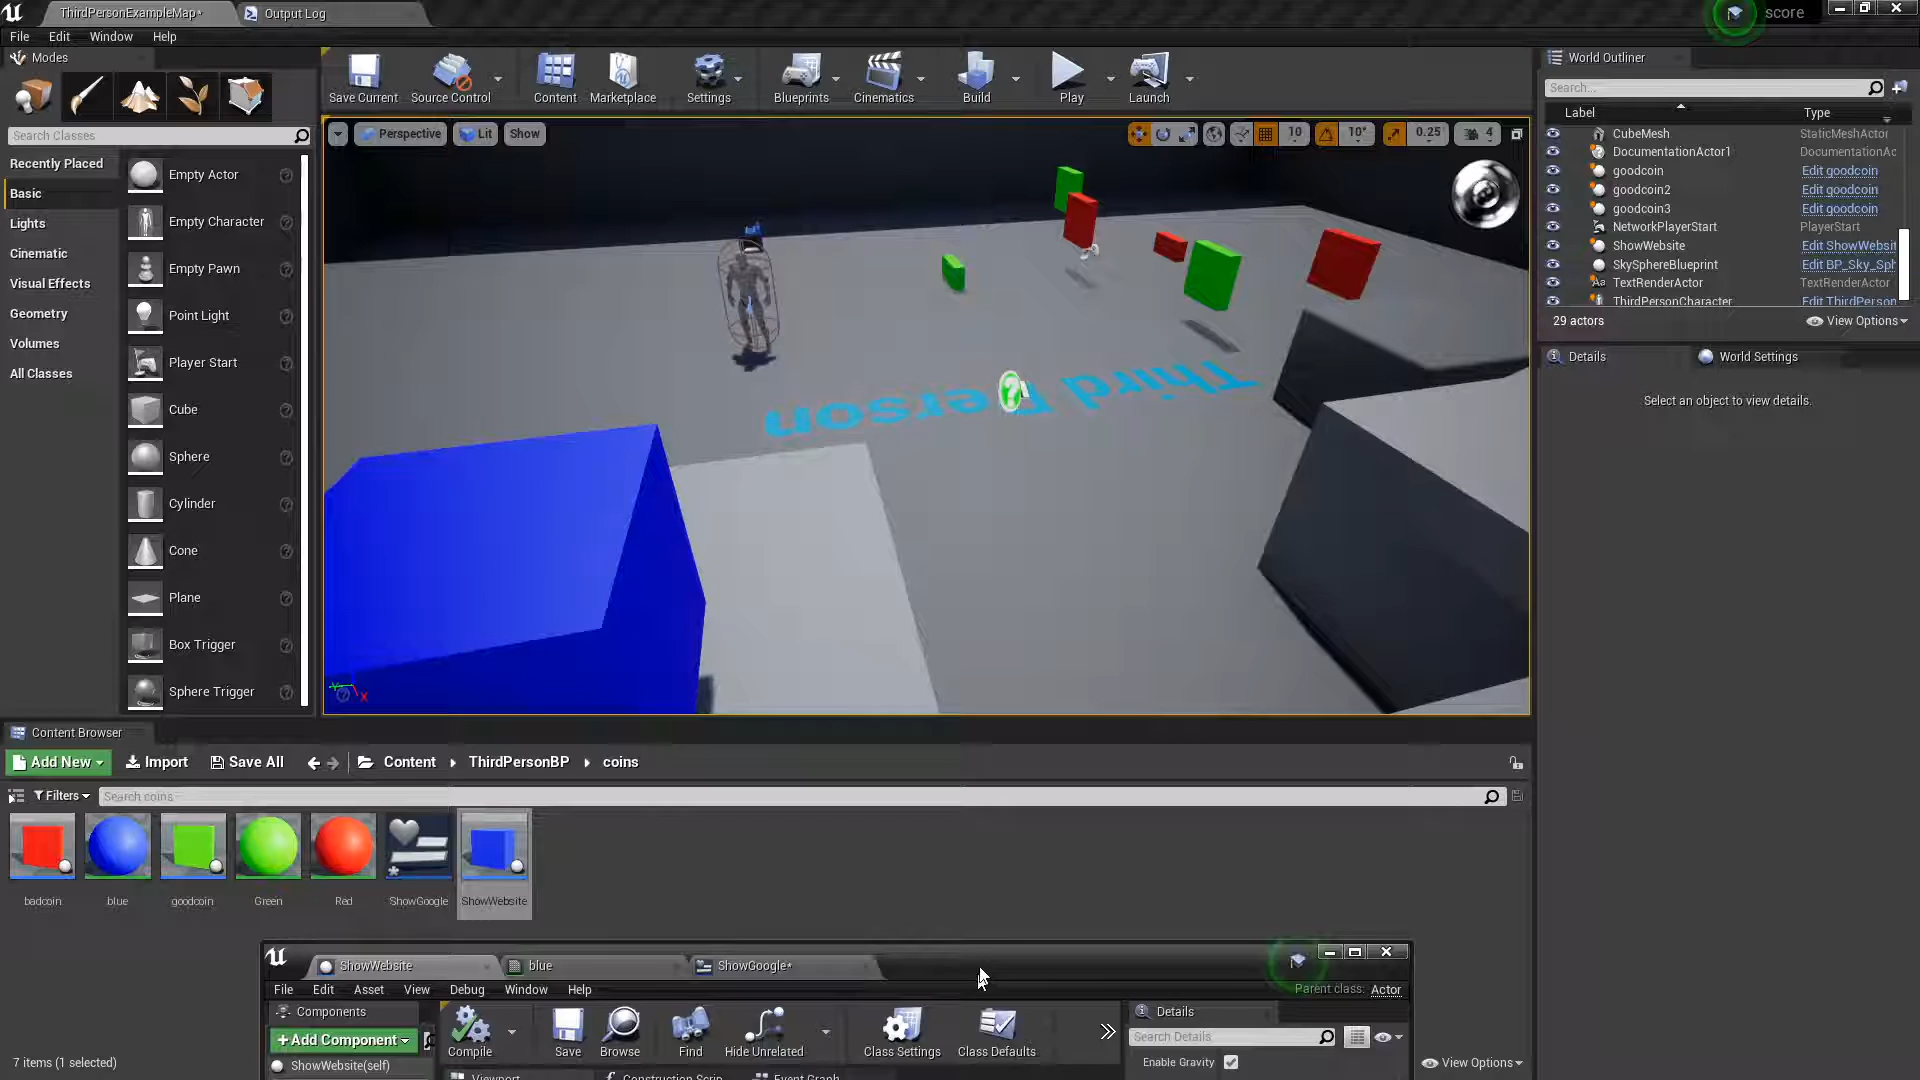 ThirdPersonExampleMap*
Output Log
score
File Edit Window Help
Modes
Search Classes
Recently Placed
Basic
Lights
Cinematic
Visual Effects
Geometry
Volumes
All Classes
Empty Actor
Empty Character
Empty Pawn
Point Light
Player Start
Cube
Sphere
Cylinder
Cone
Plane
Box Trigger
Sphere Trigger
Save Current
Source Control
Content
Marketplace
Settings
Blueprints
Cinematics
Build
Play
Launch
Perspective
Lit
Show
10
10°
0.25
4
Third Person
World Outliner
Search...
Label Type
CubeMesh StaticMeshActor
DocumentationActor1 DocumentationAc
goodcoin Edit goodcoin
goodcoin2 Edit goodcoin
goodcoin3 Edit goodcoin
NetworkPlayerStart PlayerStart
ShowWebsite Edit ShowWebsit
SkySphereBlueprint Edit BP_Sky_Sph
TextRenderActor TextRenderActor
ThirdPersonCharacter Edit ThirdPerson
29 actors
View Options
Details
World Settings
Select an object to view details.
Content Browser
Add New
Import
Save All
Content
ThirdPersonBP
coins
Filters
Search coins
badcoin
blue
goodcoin
Green
Red
ShowGoogle
ShowWebsite
7 items (1 selected)
View Options
ShowWebsite
blue
ShowGoogle*
File Edit Asset View Debug Window Help
Parent class: Actor
Components
+Add Component
ShowWebsite(self)
Compile
Save
Browse
Find
Hide Unrelated
Class Settings
Class Defaults
Details
Search Details
Enable Gravity
Viewport
Construction Scrip
Event Graph